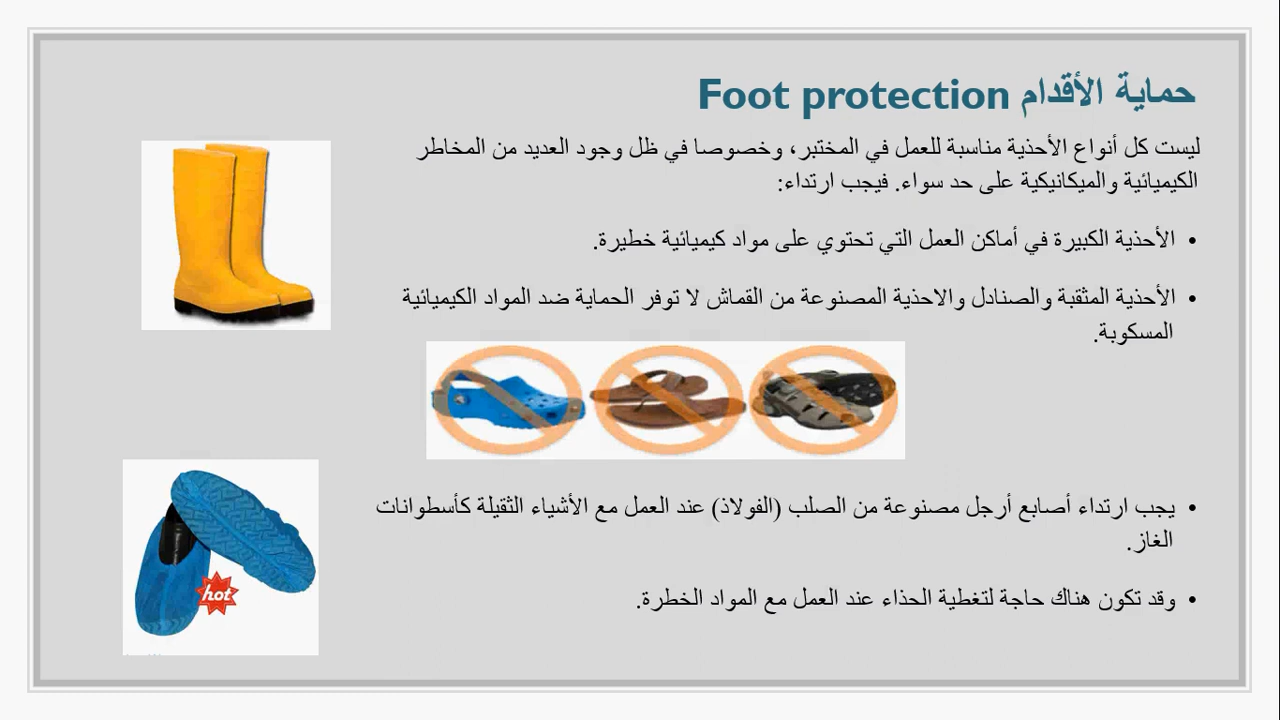 حماية الأقدام Foot protection
ليست كل أنواع الأحذية مناسبة للعمل في المختبر، وخصوصا في ظل وجود العديد من المخاطر
الكيميائية والميكانيكية على حد سواء. فيجب ارتداء:
• الأحذية الكبيرة في أماكن العمل التي تحتوي على مواد كيميائية خطيرة.
• الأحذية المثقبة والصنادل والاحذية المصنوعة من القماش لا توفر الحماية ضد المواد الكيميائية
المسكوبة.
• يجب ارتداء أصابع أرجل مصنوعة من الصلب (الفولاذ) عند العمل مع الأشياء الثقيلة كأسطوانات
الغاز.
hot
• وقد تكون هناك حاجة لتغطية الحذاء عند العمل مع المواد الخطرة.